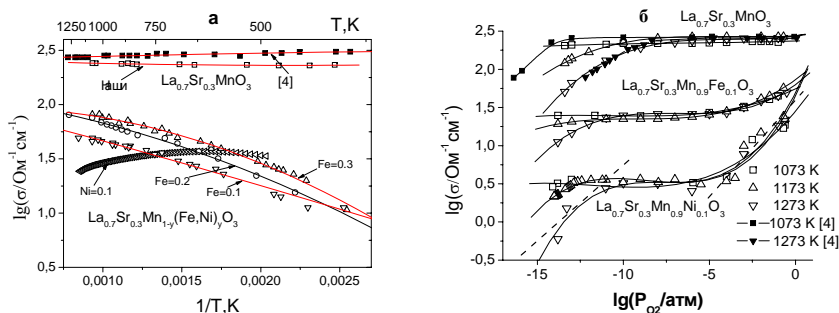 а
T,K
1250 1000 750 500
2,5
2,0
1,5
1,0
0,5
lg(σ/Ом⁻¹ см⁻¹)
наши
La0.7Sr0.3MnO3
[4]
Fe=0.3
Fe=0.2
Fe=0.1
Ni=0.1
La0.7Sr0.3Mn1-y(Fe,Ni)yO3
0,0010 0,0015 0,0020 0,0025
1/T,K
б
La0.7Sr0.3MnO3
2.5
2.0
1.5
1.0
0.5
0.0
-0.5
lg(σ/Ом⁻¹ см⁻¹)
La0.7Sr0.3Mn0.9Fe0.1O3
La0.7Sr0.3Mn0.9Ni0.1O3
1073 K
1173 K
1273 K
1073 K [4]
1273 K [4]
-15 -10 -5 0
lg(PO2/атм)